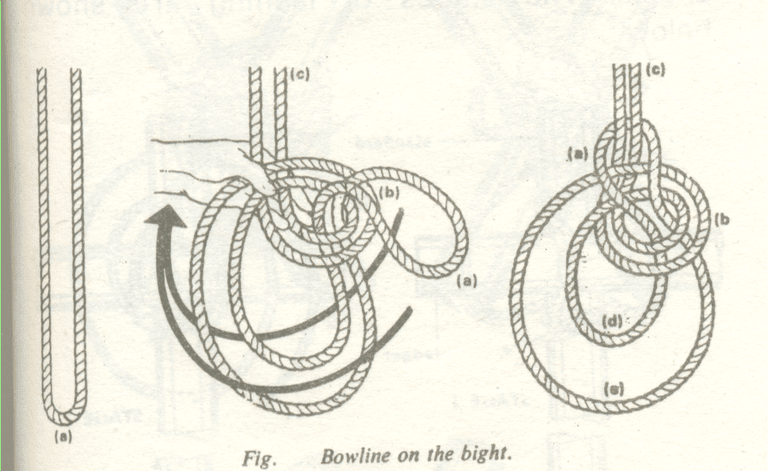 (c)
(c)
(a)
(b)
(b
(a)
(d)
(e)
(a)
Fig. Bowline on the bight.